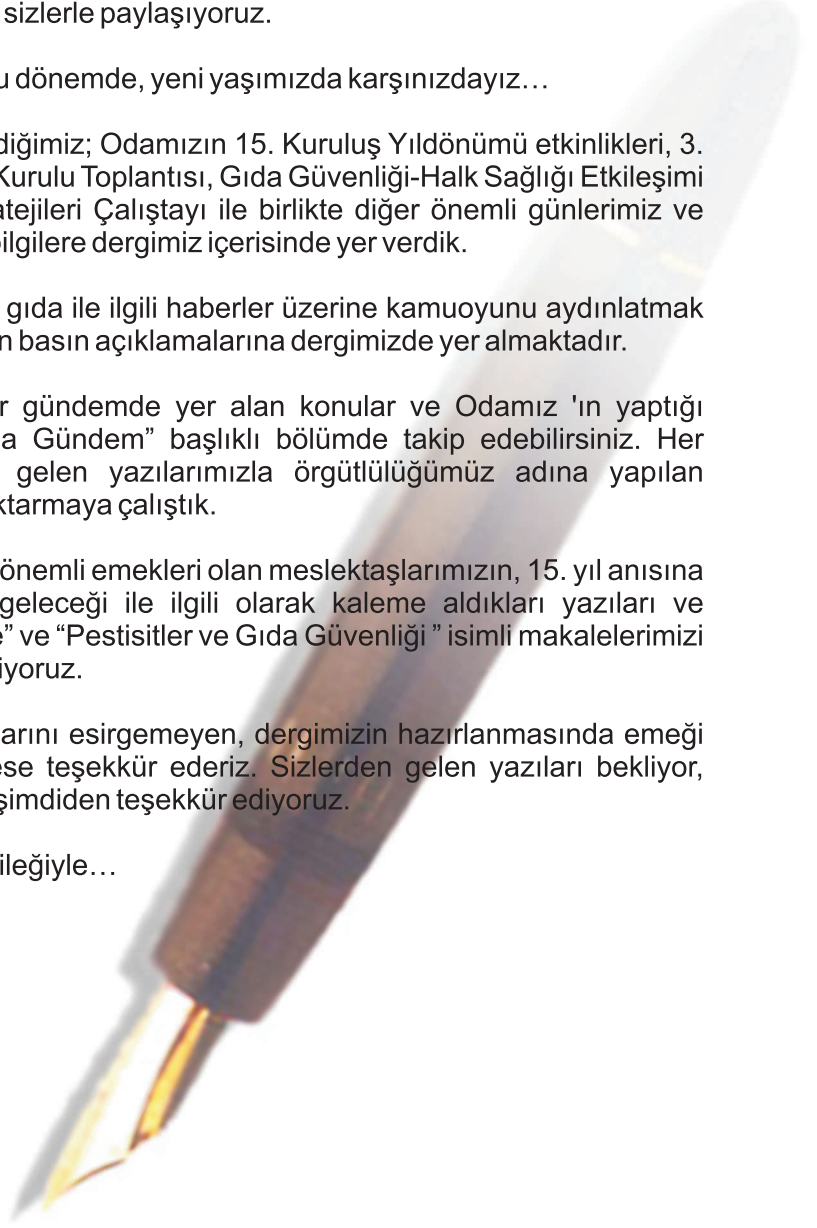 sizlerle paylaşıyoruz.
u dönemde, yeni yaşımızda karşınızdayız…
diğimiz; Odamızın 15. Kuruluş Yıldönümü etkinlikleri, 3.
Kurulu Toplantısı, Gıda Güvenliği-Halk Sağlığı Etkileşimi
atejileri Çalıştayı ile birlikte diğer önemli günlerimiz ve
bilgilere dergimiz içerisinde yer verdik.
gıda ile ilgili haberler üzerine kamuoyunu aydınlatmak
n basın açıklamalarına dergimizde yer almaktadır.
r gündemde yer alan konular ve Odamız 'ın yaptığı
a Gündem” başlıklı bölümde takip edebilirsiniz. Her
gelen yazılarımızla örgütlülüğümüz adına yapılan
ktarmaya çalıştık.
önemli emekleri olan meslektaşlarımızın, 15. yıl anısına
geleceği ile ilgili olarak kaleme aldıkları yazıları ve
e” ve “Pestisitler ve Gıda Güvenliği ” isimli makalelerimizi
iyoruz.
larını esirgemeyen, dergimizin hazırlanmasında emeği
ese teşekkür ederiz. Sizlerden gelen yazıları bekliyor,
şimdiden teşekkür ediyoruz.
ileğiyle…